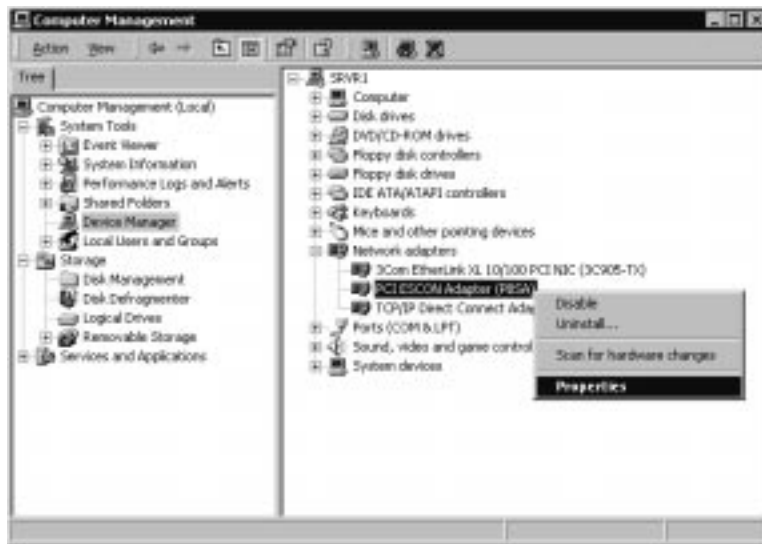 Computer Management
Action View
Tree
Computer Management (Local)
System Tools
Event Viewer
System Information
Performance Logs and Alerts
Shared Folders
Device Manager
Local Users and Groups
Storage
Disk Management
Disk Defragmenter
Logical Drives
Removable Storage
Services and Applications
SRVR1
Computer
Disk drives
DVD/CD-ROM drives
Floppy disk controllers
Floppy disk drives
IDE ATA/ATAPI controllers
Keyboards
Mice and other pointing devices
Network adapters
3Com EtherLink XL 10/100 PCI NIC (3C905-TX)
PCI ESCON Adapter (PBSA)
TCP/IP Direct Connect Adap
Ports (COM & LPT)
Sound, video and game control
System devices
Disable
Uninstall...
Scan for hardware changes
Properties